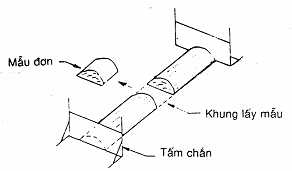 Mẫu đơn
Khung lấy mẫu
Tấm chắn